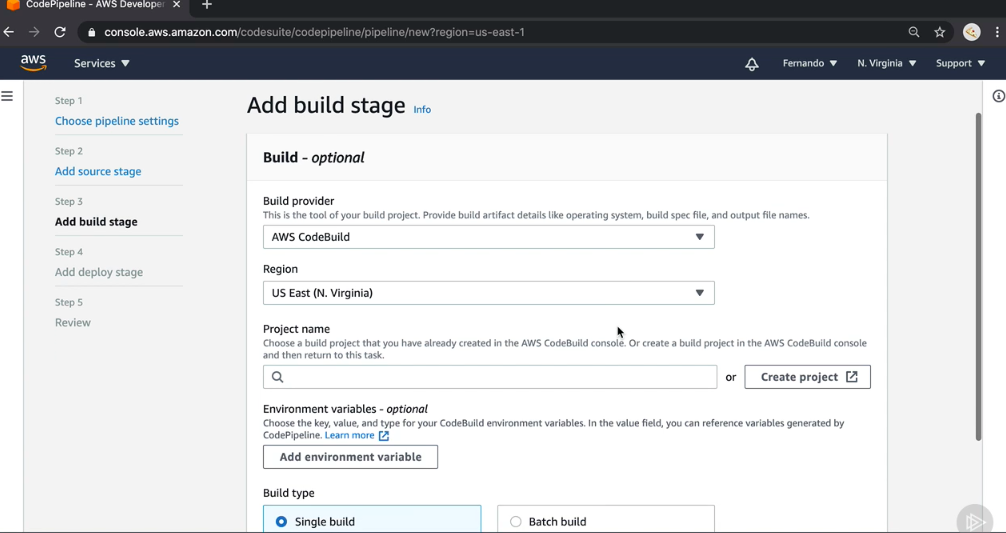 CodePipeline - AWS Developer
console.aws.amazon.com/codesuite/codepipeline/pipeline/new?region=us-east-1
aws
Services
Fernando
N. Virginia
Support
Step 1
Choose pipeline settings
Step 2
Add source stage
Step 3
Add build stage
Step 4
Add deploy stage
Step 5
Review
Add build stage Info
Build - optional
Build provider
This is the tool of your build project. Provide build artifact details like operating system, build spec file, and output file names.
AWS CodeBuild
Region
US East (N. Virginia)
Project name
Choose a build project that you have already created in the AWS CodeBuild console. Or create a build project in the AWS CodeBuild console
and then return to this task.
or
Create project
Environment variables - optional
Choose the key, value, and type for your CodeBuild environment variables. In the value field, you can reference variables generated by
CodePipeline. Learn more
Add environment variable
Build type
Single build
Batch build